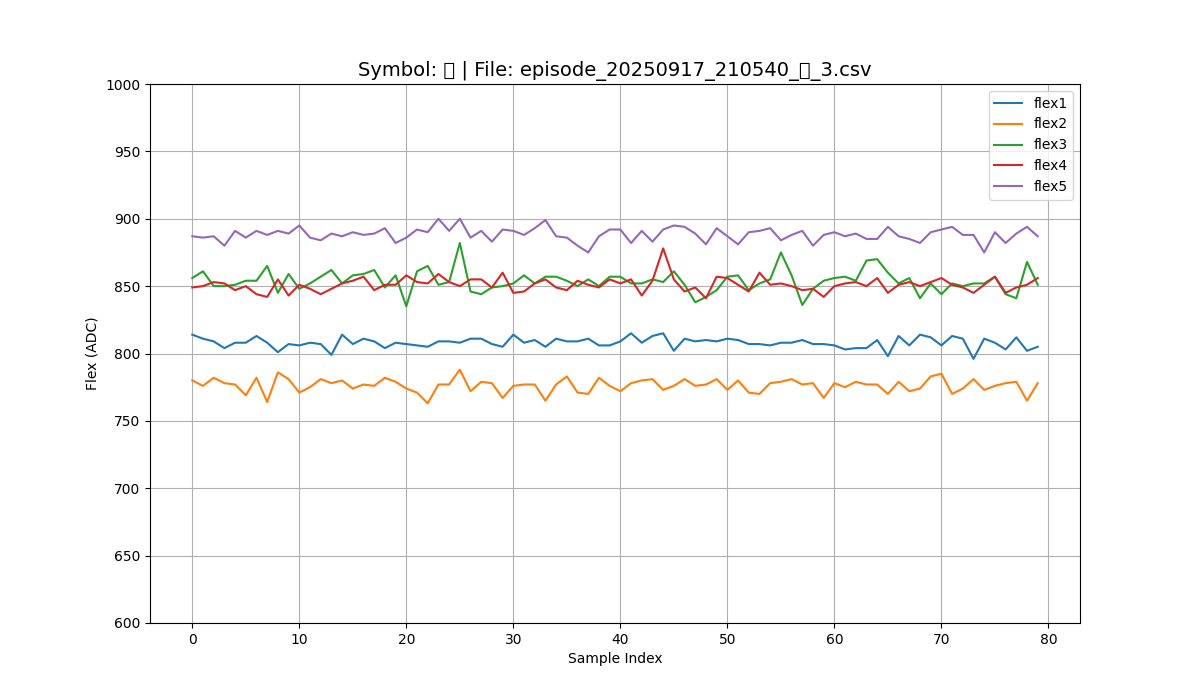 Symbol: | File: episode_20250917_210540_ _3.csv
1000
950
900
850
800
750
700
650
600
Flex (ADC)
0 10 20 30 40 50 60 70 80
Sample Index
flex1
flex2
flex3
flex4
flex5